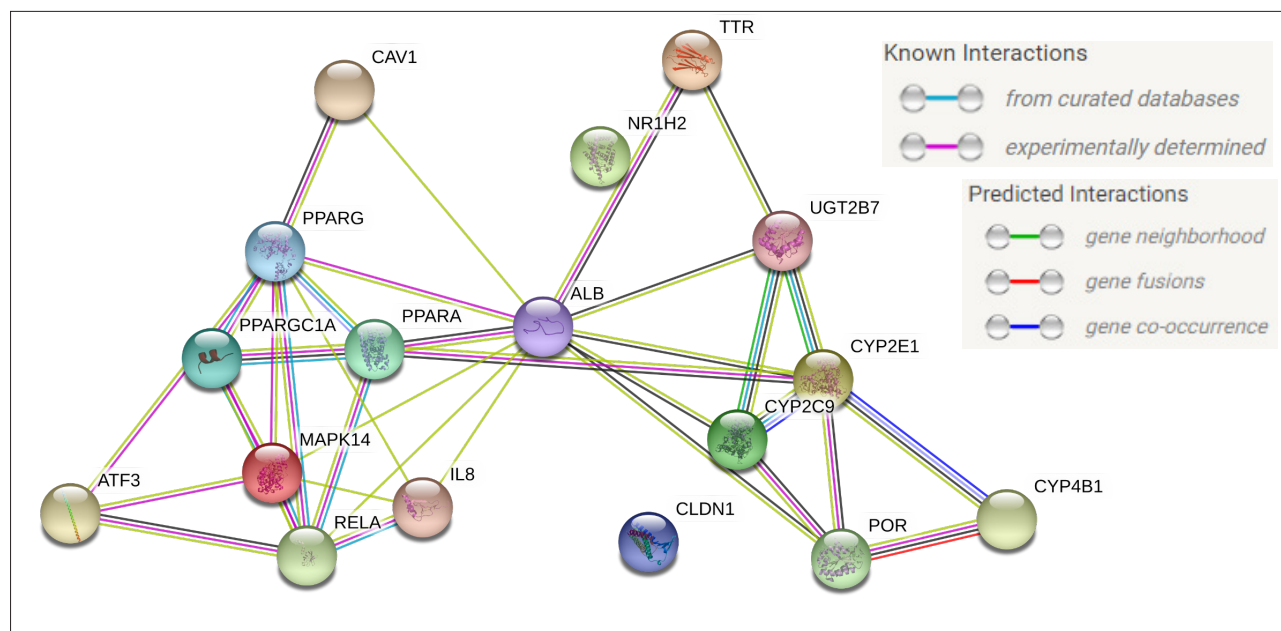 TTR
CAV1
Known Interactions
from curated databases
NR1H2
experimentally determined
Predicted Interactions
UGT2B7
PPARG
gene neighborhood
gene fusions
ALB
PPARA
PPARGC1A
gene co-occurrence
CYP2E1
CYP2C9
MAPK14
IL8
ATF3
CYP4B1
CLDN1
RELA
POR